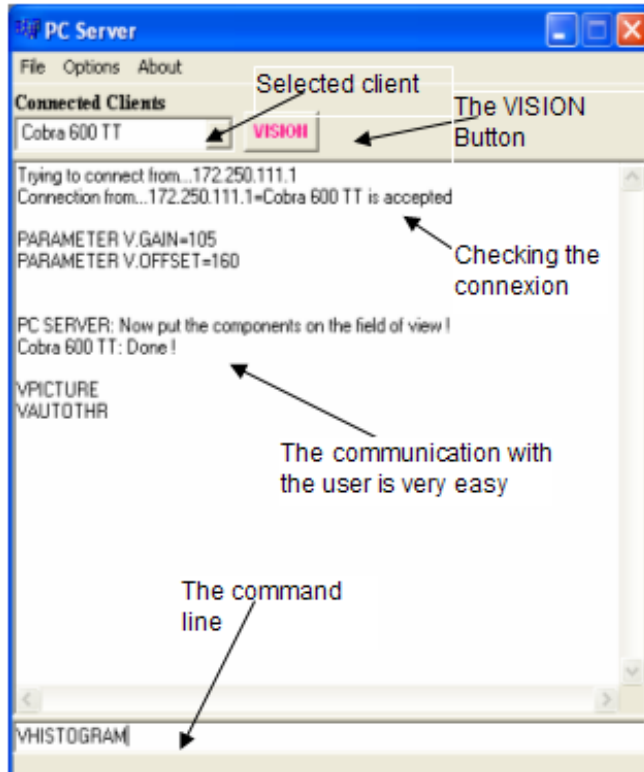 PC Server
File Options About
Connected Clients
Selected client
Cobra 600 TT
VISION
The VISION
Button
Trying to connect from...172.250.111.1
Connection from...172.250.111.1=Cobra 600 TT is accepted
PARAMETER V.GAIN=105
PARAMETER V.OFFSET=160
Checking the
connexion
PC SERVER: Now put the components on the field of view !
Cobra 600 TT: Done !
VPICTURE
VAUTOTHR
The communication with
the user is very easy
The command
line
VHISTOGRAM